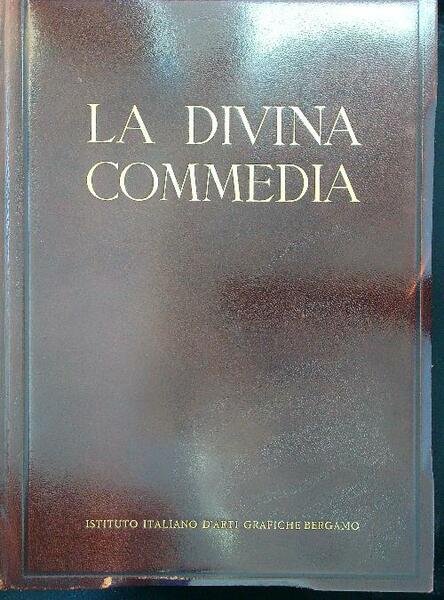 LA DIVINA
COMMEDIA
ISTITUTO ITALIANO D'ARTI GRAFICHE BERGAMO